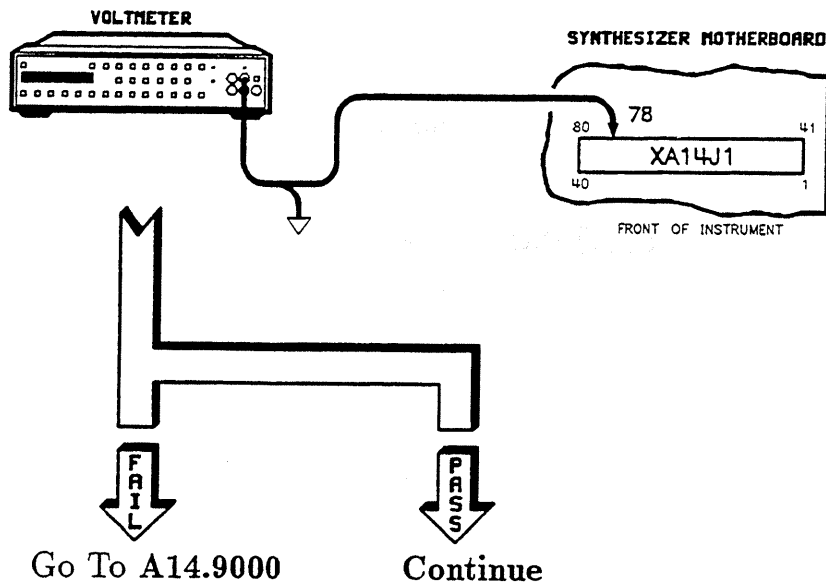 VOLTMETER
SYNTHESIZER MOTHERBOARD
78
80 41
XA14J1
40 1
FRONT OF INSTRUMENT
FAIL
PASS
Go To A14.9000
Continue